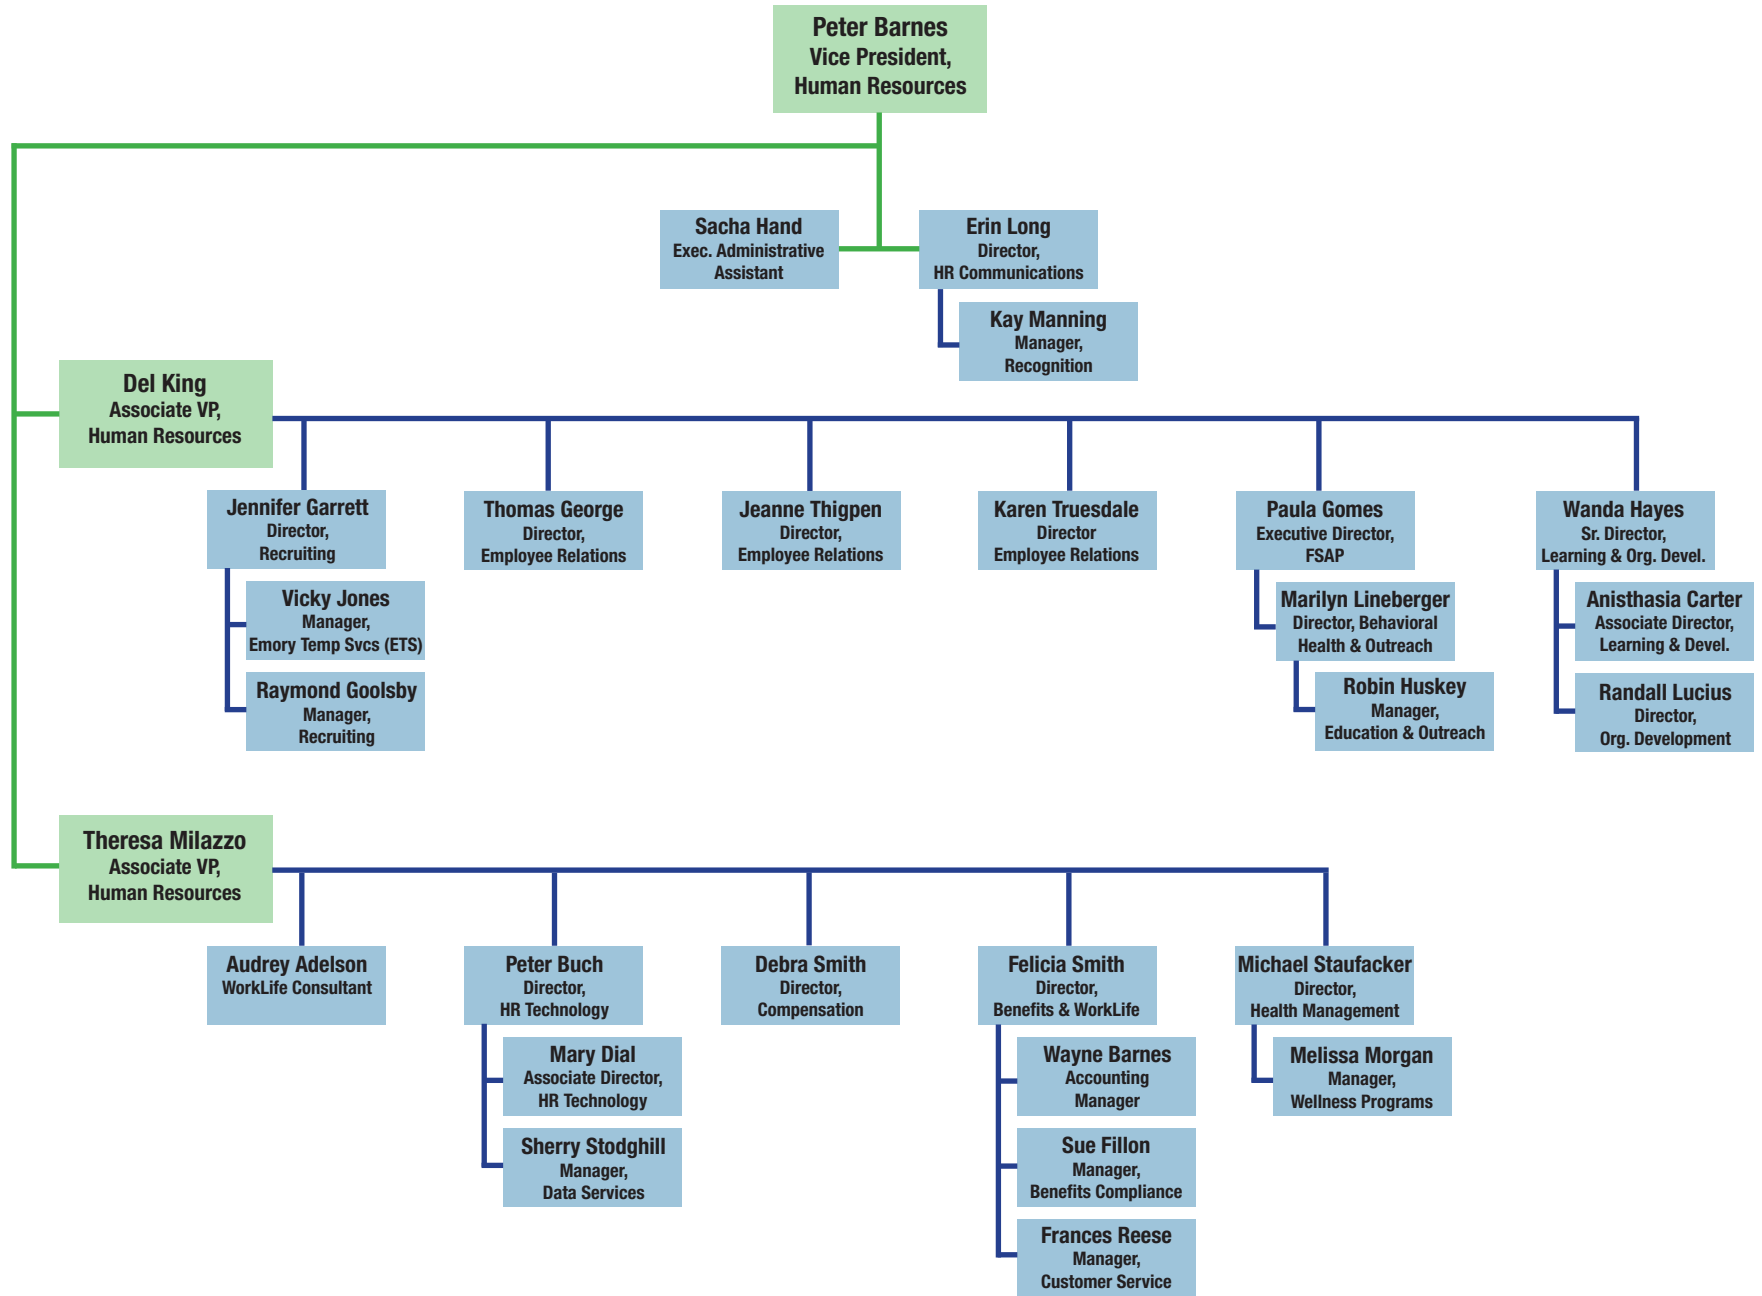 Peter Barnes
Vice President,
Human Resources
Sacha Hand
Exec. Administrative
Assistant
Erin Long
Director,
HR Communications
Kay Manning
Manager,
Recognition
Del King
Associate VP,
Human Resources
Jennifer Garrett
Director,
Recruiting
Vicky Jones
Manager,
Emory Temp Svcs (ETS)
Raymond Goolsby
Manager,
Recruiting
Thomas George
Director,
Employee Relations
Jeanne Thigpen
Director,
Employee Relations
Karen Truesdale
Director
Employee Relations
Paula Gomes
Executive Director,
FSAP
Marilyn Lineberger
Director, Behavioral
Health & Outreach
Robin Huskey
Manager,
Education & Outreach
Wanda Hayes
Sr. Director,
Learning & Org. Devel.
Anisthasia Carter
Associate Director,
Learning & Devel.
Randall Lucius
Director,
Org. Development
Theresa Milazzo
Associate VP,
Human Resources
Audrey Adelson
WorkLife Consultant
Peter Buch
Director,
HR Technology
Mary Dial
Associate Director,
HR Technology
Sherry Stodghill
Manager,
Data Services
Debra Smith
Director,
Compensation
Felicia Smith
Director,
Benefits & WorkLife
Wayne Barnes
Accounting
Manager
Sue Fillon
Manager,
Benefits Compliance
Frances Reese
Manager,
Customer Service
Michael Staufacker
Director,
Health Management
Melissa Morgan
Manager,
Wellness Programs